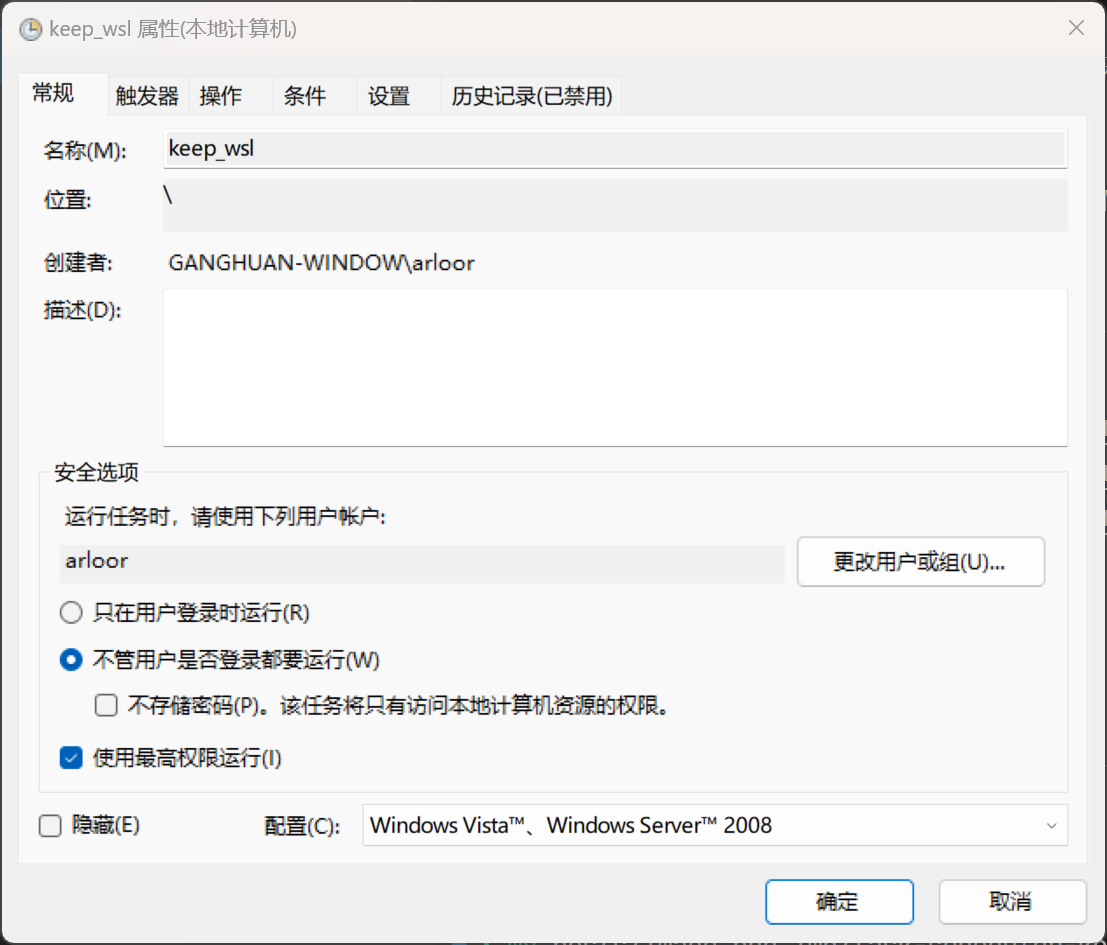 keep_wsl 属性(本地计算机)
常规 触发器 操作 条件 设置 历史记录(已禁用)
名称(M): keep_wsl
位置: \
创建者: GANGHUAN-WINDOW\arloor
描述(D):
安全选项
运行任务时，请使用下列用户帐户:
arloor 更改用户或组(U)...
只在用户登录时运行(R)
不管用户是否登录都要运行(W)
不存储密码(P)。该任务将只有访问本地计算机资源的权限。
使用最高权限运行(I)
隐藏(E) 配置(C): Windows Vista™、Windows Server™ 2008
确定 取消